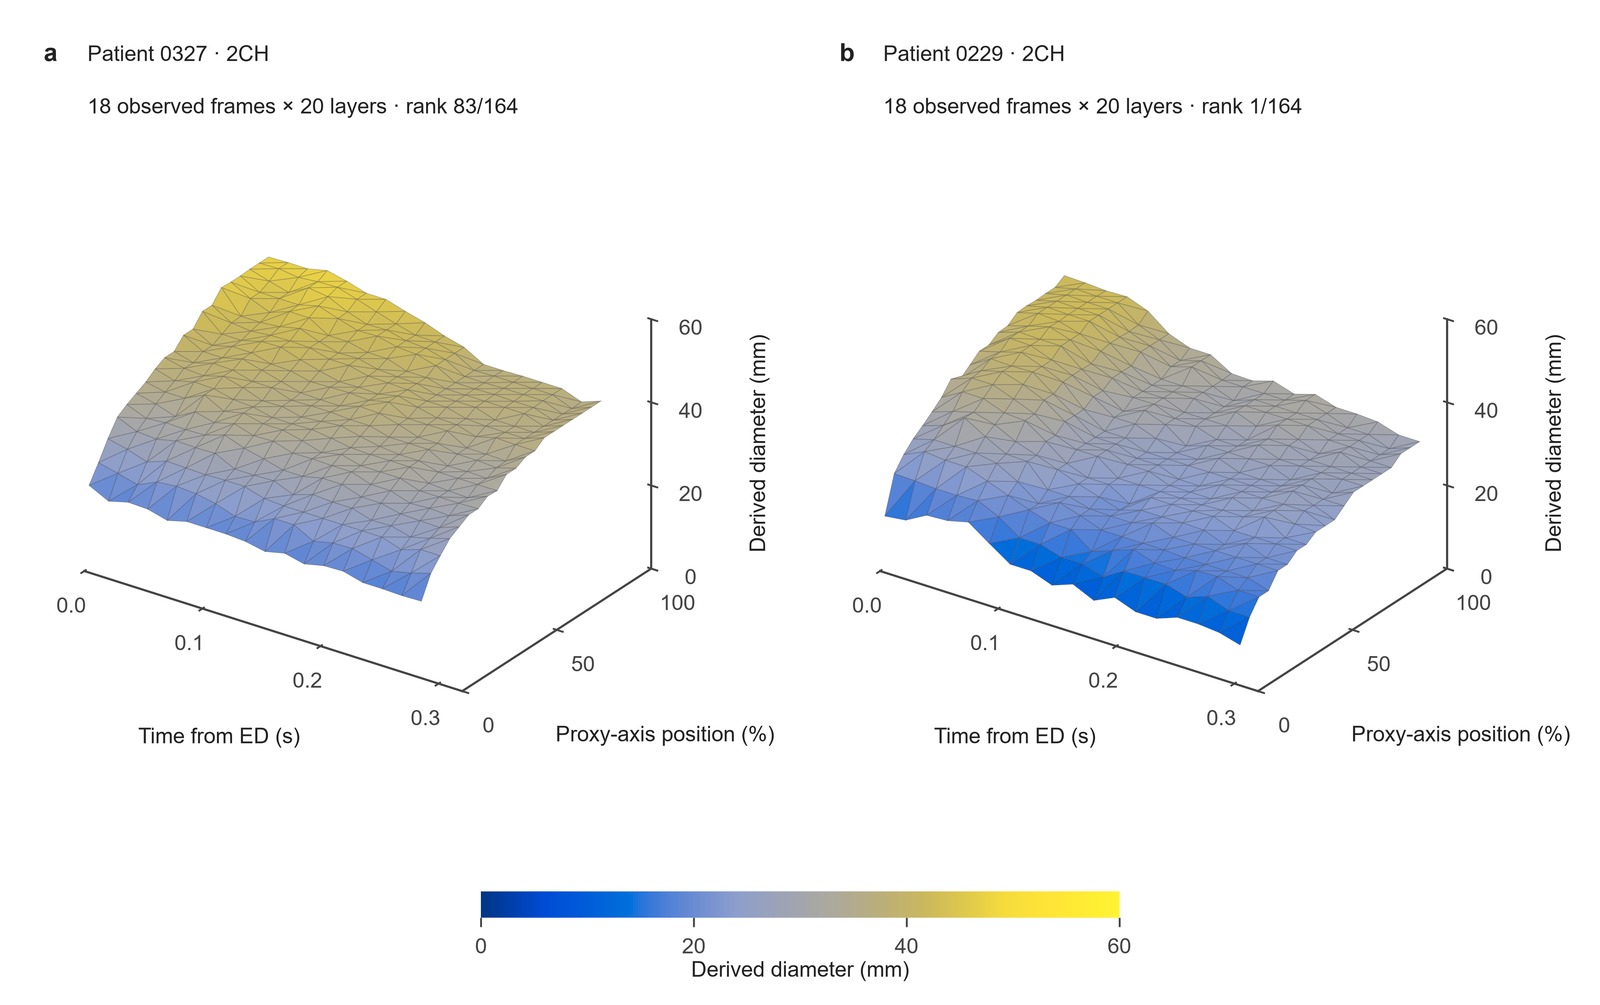 a Patient 0327 · 2CH
18 observed frames × 20 layers · rank 83/164
60
40
20
0
Derived diameter (mm)
0.0
0.1
0.2
0.3
Time from ED (s)
0
50
100
Proxy-axis position (%)
b Patient 0229 · 2CH
18 observed frames × 20 layers · rank 1/164
60
40
20
0
Derived diameter (mm)
0.0
0.1
0.2
0.3
Time from ED (s)
0
50
100
Proxy-axis position (%)
0 20 40 60
Derived diameter (mm)